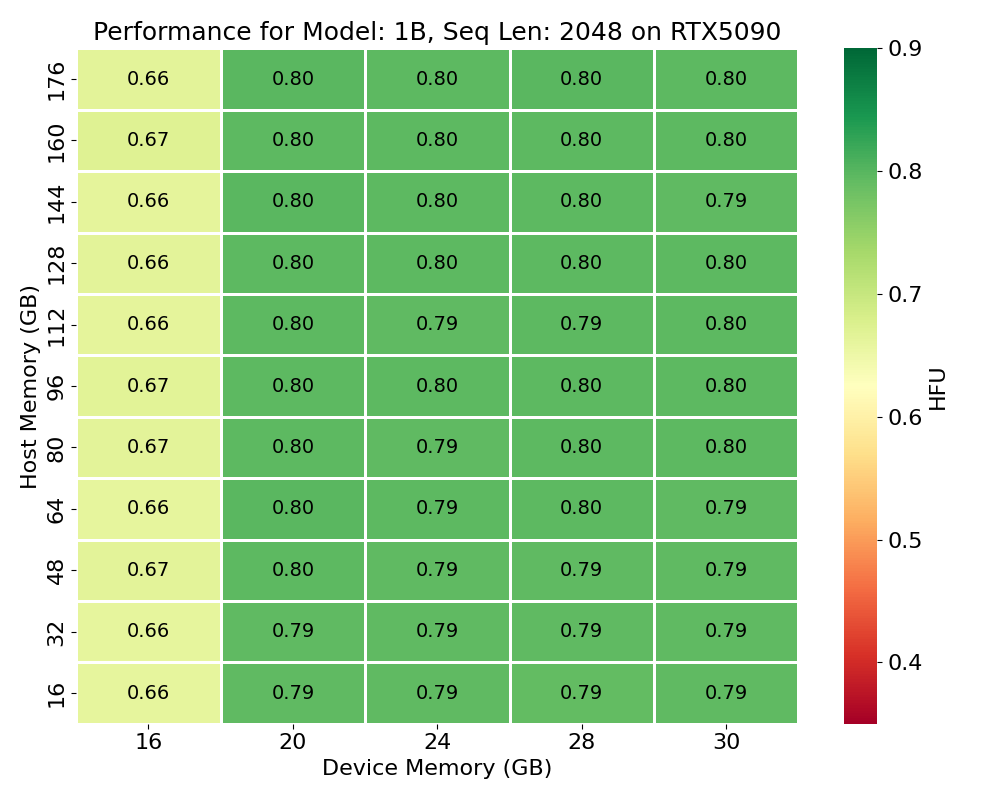 Performance for Model: 1B, Seq Len: 2048 on RTX5090
176 0.66 0.80 0.80 0.80 0.80
160 0.67 0.80 0.80 0.80 0.80
144 0.66 0.80 0.80 0.80 0.79
128 0.66 0.80 0.80 0.80 0.80
112 0.66 0.80 0.79 0.79 0.80
96 0.67 0.80 0.80 0.80 0.80
80 0.67 0.80 0.79 0.80 0.80
64 0.66 0.80 0.79 0.80 0.79
48 0.67 0.80 0.79 0.79 0.79
32 0.66 0.79 0.79 0.79 0.79
16 0.66 0.79 0.79 0.79 0.79
16 20 24 28 30
Device Memory (GB)
Host Memory (GB)
0.9
0.8
0.7
0.6
0.5
0.4
HFU